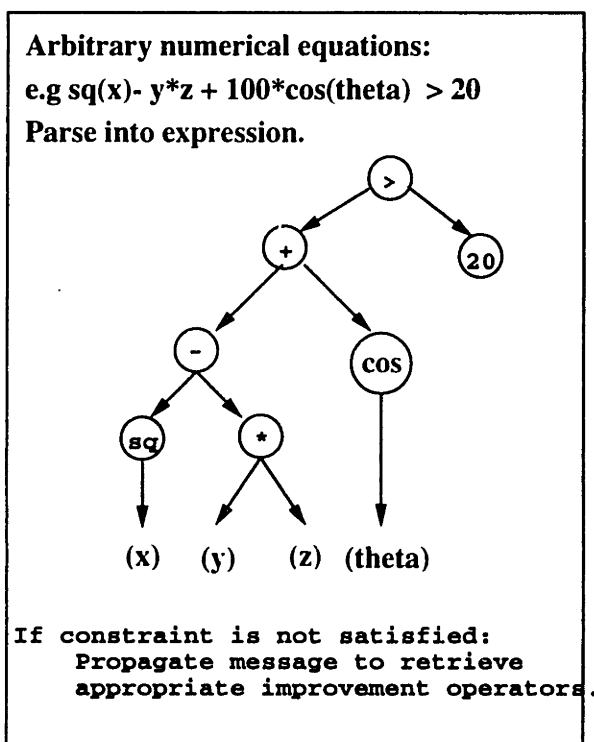 Arbitrary numerical equations:
e.g sq(x)- y*z + 100*cos(theta) > 20
Parse into expression.
>
+
20
-
cos
sq
*
(x) (y) (z) (theta)
If constraint is not satisfied:
Propagate message to retrieve
appropriate improvement operators.